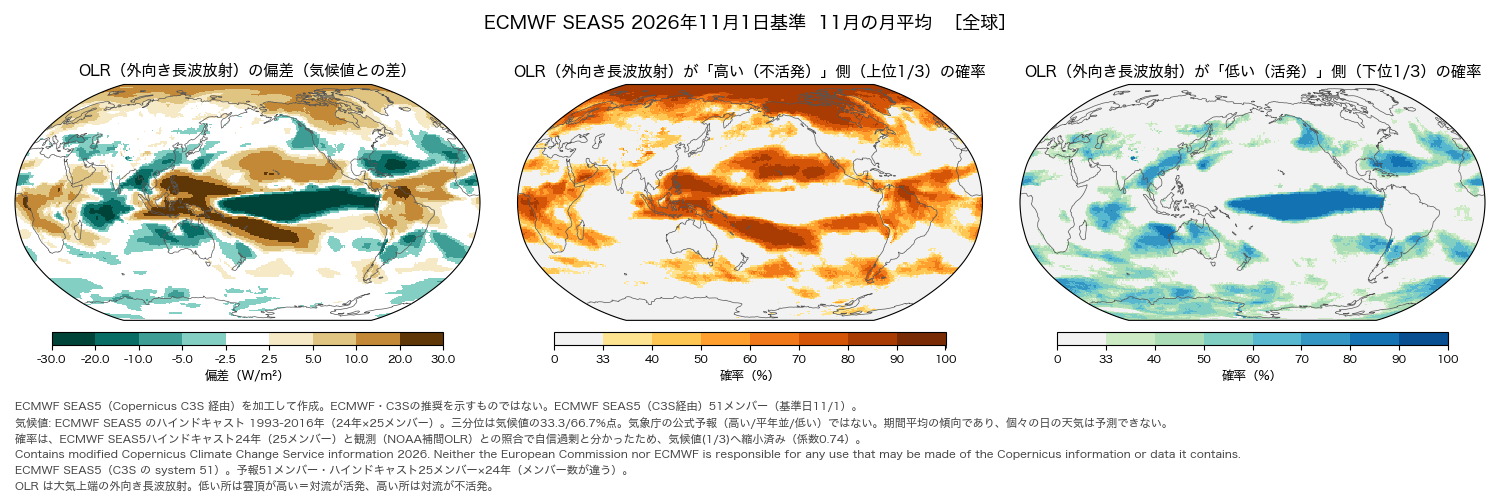 ECMWF SEAS5 2026年11月1日基準 11月の月平均 ［全球］
OLR（外向き長波放射）の偏差（気候値との差）
OLR（外向き長波放射）が「高い（不活発）」側（上位1/3）の確率
OLR（外向き長波放射）が「低い（活発）」側（下位1/3）の確率
-30.0 -20.0 -10.0 -5.0 -2.5 2.5 5.0 10.0 20.0 30.0
偏差（W/m²）
0 33 40 50 60 70 80 90 100
確率（%）
0 33 40 50 60 70 80 90 100
確率（%）
ECMWF SEAS5（Copernicus C3S 経由）を加工して作成。ECMWF・C3Sの推奨を示すものではない。ECMWF SEAS5（C3S経由）51メンバー（基準日11/1）。
気候値: ECMWF SEAS5 のハインドキャスト 1993-2016年（24年×25メンバー）。三分位は気候値の33.3/66.7%点。気象庁の公式予報（高い/平年並/低い）ではない。期間平均の傾向であり、個々の日の天気は予測できない。
確率は、ECMWF SEAS5ハインドキャスト24年（25メンバー）と観測（NOAA補間OLR）との照合で自信過剰と分かったため、気候値(1/3)へ縮小済み（係数0.74）。
Contains modified Copernicus Climate Change Service information 2026. Neither the European Commission nor ECMWF is responsible for any use that may be made of the Copernicus information or data it contains.
ECMWF SEAS5（C3S の system 51）。予報51メンバー・ハインドキャスト25メンバー×24年（メンバー数が違う）。
OLR は大気上端の外向き長波放射。低い所は雲頂が高い＝対流が活発、高い所は対流が不活発。